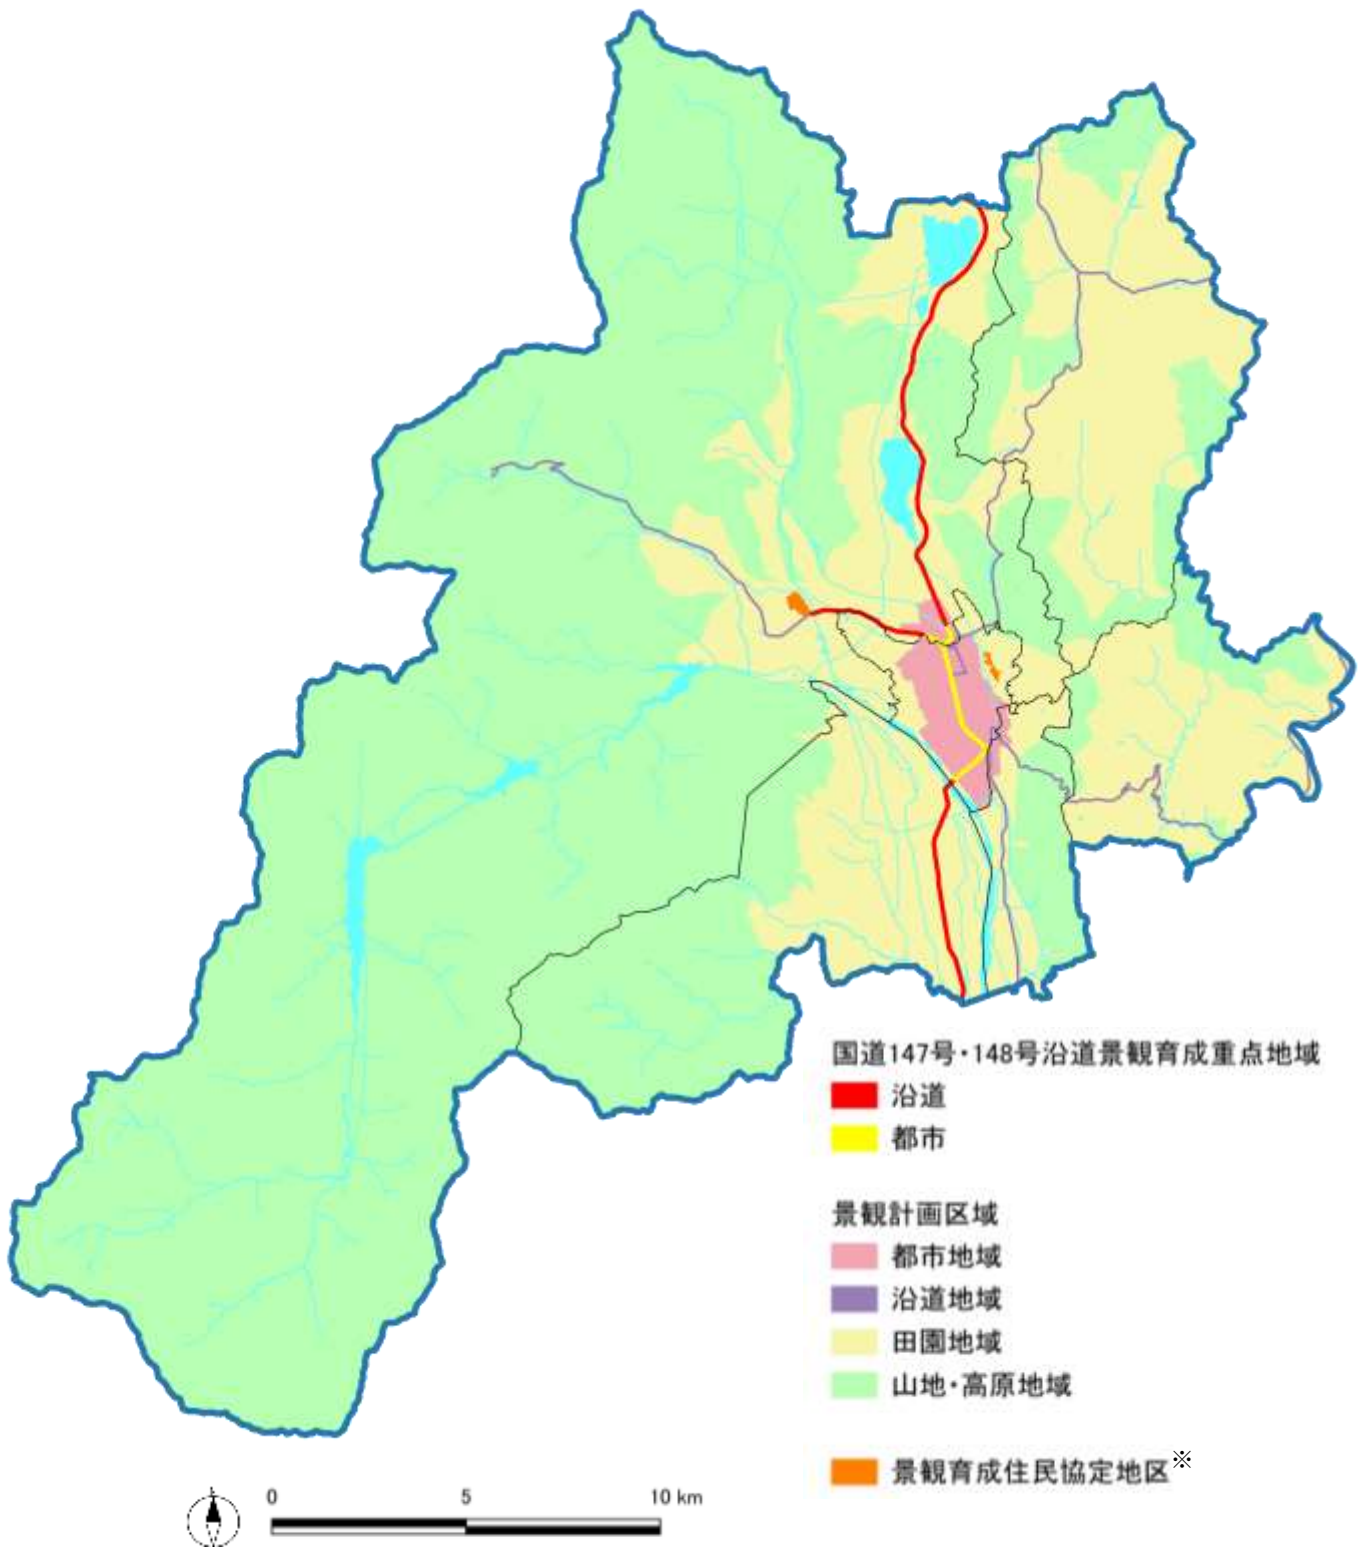 国道147号・148号沿道景観育成重点地域
沿道
都市
景観計画区域
都市地域
沿道地域
田園地域
山地・高原地域
景観育成住民協定地区※
0 5 10 km